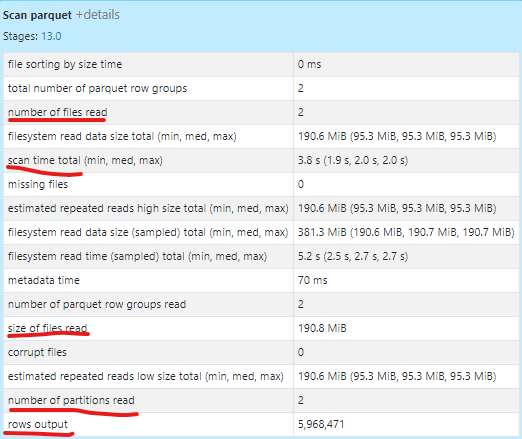 Scan parquet +details
Stages: 13.0
file sorting by size time 0 ms
total number of parquet row groups 2
number of files read 2
filesystem read data size total (min, med, max) 190.6 MiB (95.3 MiB, 95.3 MiB, 95.3 MiB)
scan time total (min, med, max) 3.8 s (1.9 s, 2.0 s, 2.0 s)
missing files 0
estimated repeated reads high size total (min, med, max) 190.6 MiB (95.3 MiB, 95.3 MiB, 95.3 MiB)
filesystem read data size (sampled) total (min, med, max) 381.3 MiB (190.6 MiB, 190.7 MiB, 190.7 MiB)
filesystem read time (sampled) total (min, med, max) 5.2 s (2.5 s, 2.7 s, 2.7 s)
metadata time 70 ms
number of parquet row groups read 2
size of files read 190.8 MiB
corrupt files 0
estimated repeated reads low size total (min, med, max) 190.6 MiB (95.3 MiB, 95.3 MiB, 95.3 MiB)
number of partitions read 2
rows output 5,968,471